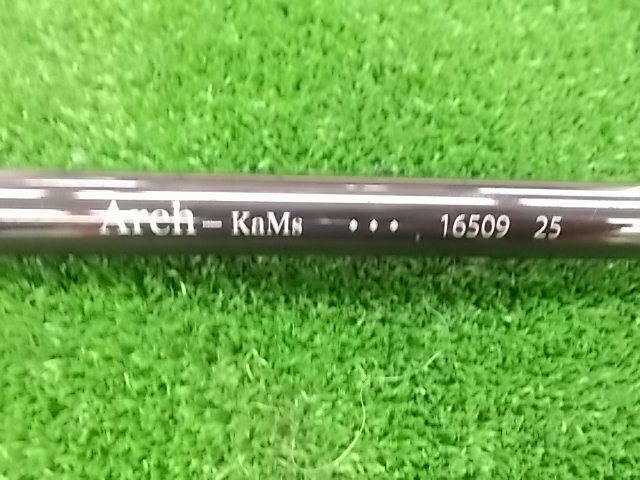 Arch - KaMs ♦ ♦ ♦ 16509 25